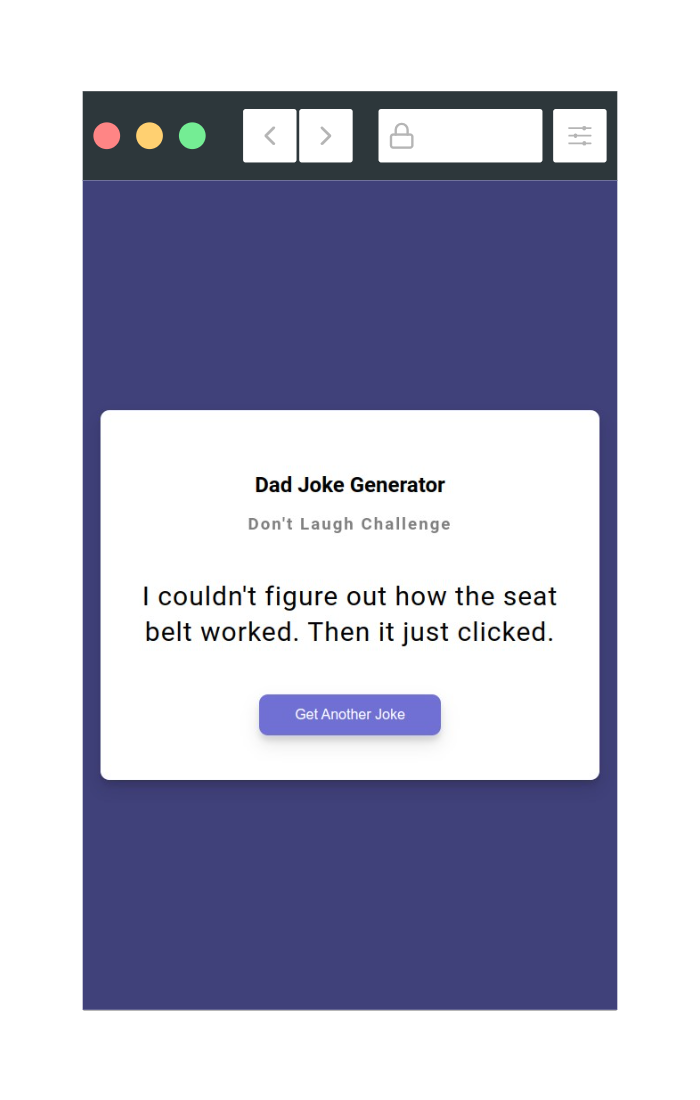 Dad Joke Generator
Don't Laugh Challenge
I couldn't figure out how the seat
belt worked. Then it just clicked.
Get Another Joke